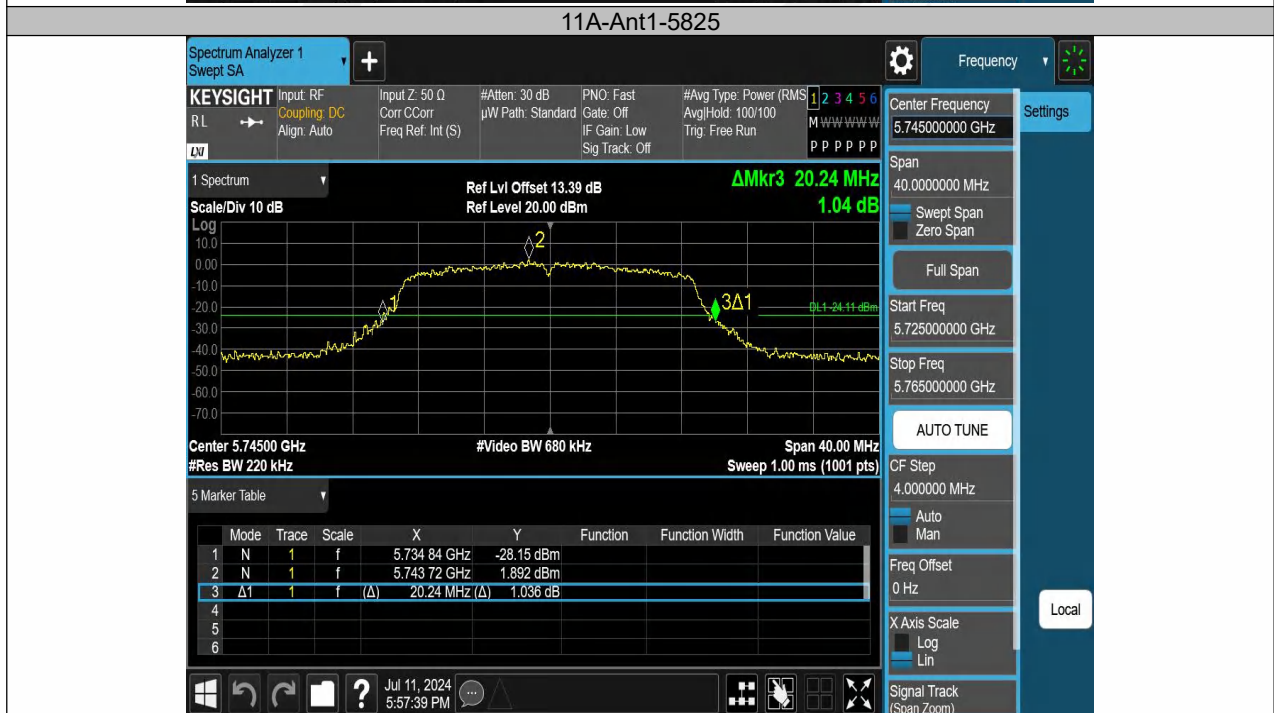 11A-Ant1-5825
Spectrum Analyzer 1
Swept SA
+
Frequency
KEYSIGHT
RL
LXI
Input: RF
Coupling: DC
Align: Auto
Input Z: 50 Ω
Corr CCorr
Freq Ref: Int (S)
#Atten: 30 dB
µW Path: Standard
PNO: Fast
Gate: Off
IF Gain: Low
Sig Track: Off
#Avg Type: Power (RMS
Avg|Hold: 100/100
Trig: Free Run
1 2 3 4 5 6
M W W W W W
P P P P P P
1 Spectrum
Scale/Div 10 dB
Ref Lvl Offset 13.39 dB
Ref Level 20.00 dBm
ΔMkr3 20.24 MHz
1.04 dB
Log
10.0
0.00
-10.0
-20.0
-30.0
-40.0
-50.0
-60.0
-70.0
1
2
3Δ1
DL1 -24.11 dBm
Center 5.74500 GHz
#Video BW 680 kHz
Span 40.00 MHz
#Res BW 220 kHz
Sweep 1.00 ms (1001 pts)
5 Marker Table
Mode Trace Scale X Y Function Function Width Function Value
1 N 1 f 5.734 84 GHz -28.15 dBm
2 N 1 f 5.743 72 GHz 1.892 dBm
3 Δ1 1 f (Δ) 20.24 MHz (Δ) 1.036 dB
4
5
6
?
Jul 11, 2024
5:57:39 PM
Center Frequency
5.745000000 GHz
Span
40.0000000 MHz
Swept Span
Zero Span
Full Span
Start Freq
5.725000000 GHz
Stop Freq
5.765000000 GHz
AUTO TUNE
CF Step
4.000000 MHz
Auto
Man
Freq Offset
0 Hz
X Axis Scale
Log
Lin
Signal Track
(Span Zoom)
Settings
Local